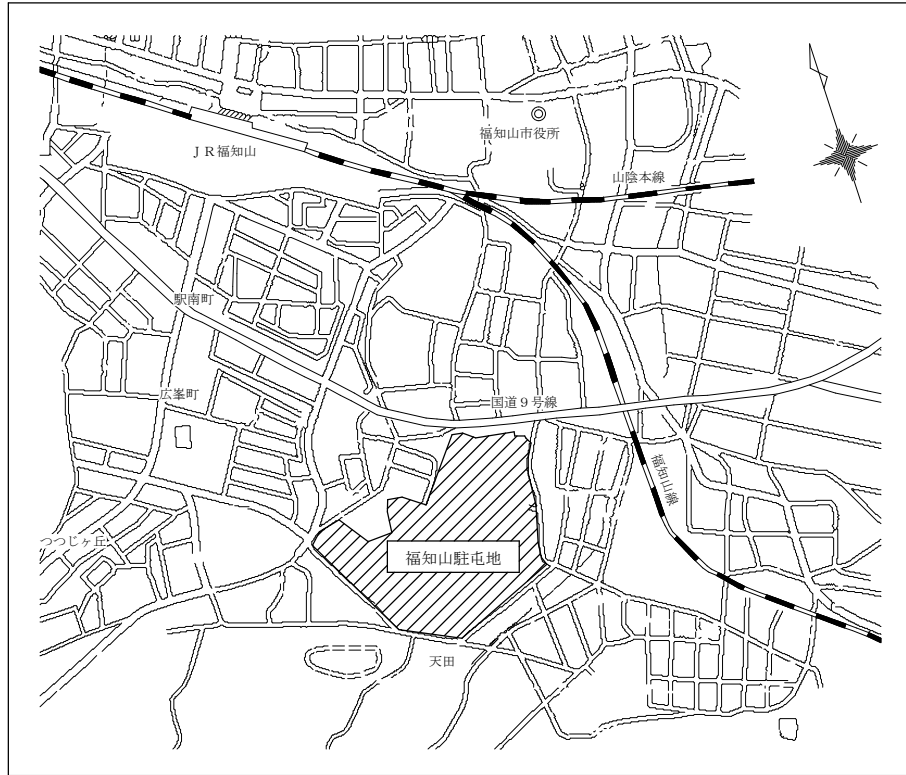 福知山市役所
ＪＲ福知山
山陰本線
駅南町
広峯町
国道９号線
福知山線
つつじヶ丘
福知山駐屯地
天田